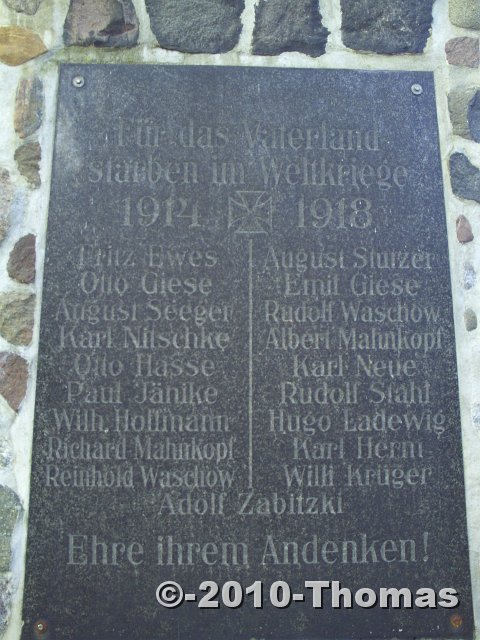 Für das Vaterland
starben im Weltkriege
1914 1918
Fritz Ewes
Otto Giese
August Seeger
Karl Nitschke
Otto Hasse
Paul Jänike
Wilh. Hoffmann
Richard Mahnkopf
Reinhold Waschow
August Stutzer
Emil Giese
Rudolf Waschow
Albert Mahnkopf
Karl Neue
Rudolf Stahl
Hugo Ladewig
Karl Herm
Willi Krüger
Adolf Zabitzki
Ehre ihrem Andenken!
©-2010-Thomas